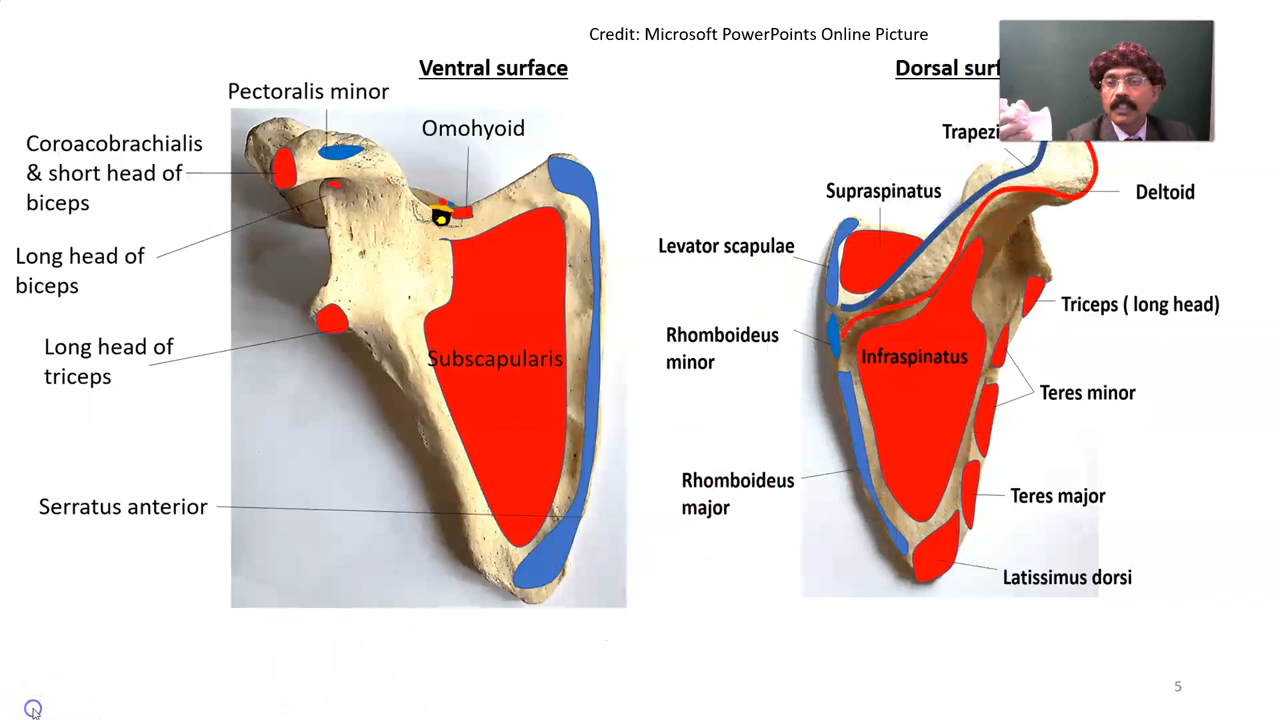 Credit: Microsoft PowerPoints Online Picture
Ventral surface
Pectoralis minor
Omohyoid
Coroacobrachialis
& short head of
biceps
Long head of
biceps
Long head of
triceps
Subscapularis
Serratus anterior
Dorsal surf
Trapezi
Supraspinatus
Deltoid
Levator scapulae
Triceps ( long head)
Rhomboideus
minor
Infraspinatus
Teres minor
Rhomboideus
major
Teres major
Latissimus dorsi
5